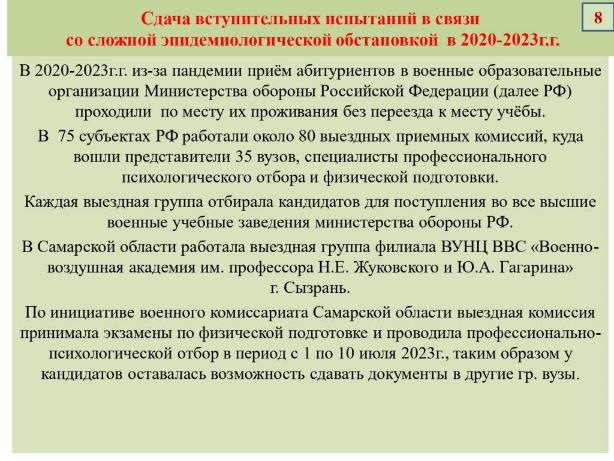 Сдача вступительных испытаний в связи
со сложной эпидемиологической обстановкой в 2020-2023г.г.
8
В 2020-2023г.г. из-за пандемии приём абитуриентов в военные образовательные
организации Министерства обороны Российской Федерации (далее РФ)
проходили по месту их проживания без переезда к месту учёбы.
В 75 субъектах РФ работали около 80 выездных приемных комиссий, куда
вошли представители 35 вузов, специалисты профессионального
психологического отбора и физической подготовки.
Каждая выездная группа отбирала кандидатов для поступления во все высшие
военные учебные заведения министерства обороны РФ.
В Самарской области работала выездная группа филиала ВУНЦ ВВС «Военно-
воздушная академия им. профессора Н.Е. Жуковского и Ю.А. Гагарина»
г. Сызрань.
По инициативе военного комиссариата Самарской области выездная комиссия
принимала экзамены по физической подготовке и проводила профессионально-
психологической отбор в период с 1 по 10 июля 2023г., таким образом у
кандидатов оставалась возможность сдавать документы в другие гр. вузы.